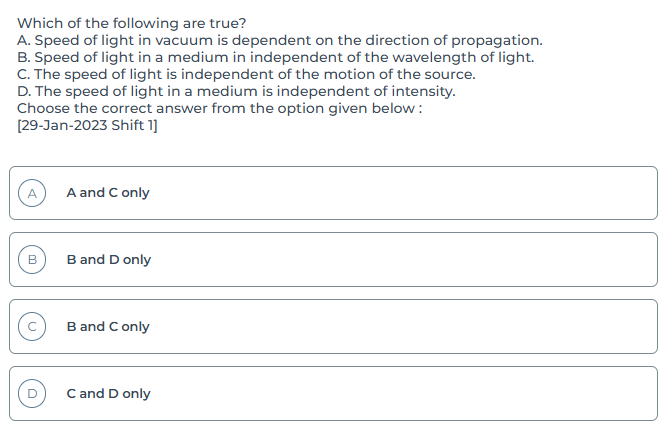 Which of the following are true?
A. Speed of light in vacuum is dependent on the direction of propagation.
B. Speed of light in a medium in independent of the wavelength of light.
C. The speed of light is independent of the motion of the source.
D. The speed of light in a medium is independent of intensity.
Choose the correct answer from the option given below :
[29-Jan-2023 Shift 1]
A A and C only
B B and D only
C B and C only
D C and D only